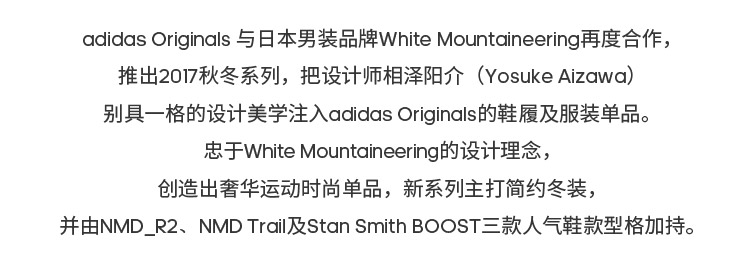 adidas Originals 与日本男装品牌White Mountaineering再度合作，
推出2017秋冬系列，把设计师相泽阳介（Yosuke Aizawa）
别具一格的设计美学注入adidas Originals的鞋履及服装单品。
忠于White Mountaineering的设计理念，
创造出奢华运动时尚单品，新系列主打简约冬装，
并由NMD_R2、NMD Trail及Stan Smith BOOST三款人气鞋款型格加持。